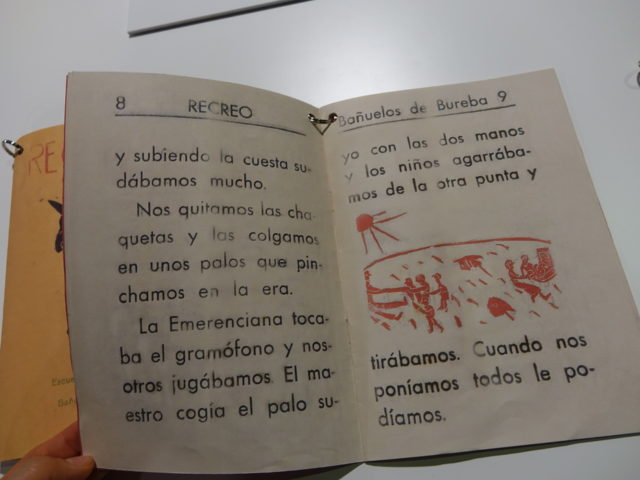 8 RECREO
y subiendo la cuesta su-
dábamos mucho.
Nos quitamos las cha-
quetas y las colgamos
en unos palos que pin-
chamos en la era.
La Emerenciana toca-
ba el gramófono y nos-
otros jugábamos. El ma-
estro cogía el palo su-
Bañuelos de Bureba 9
yo con las dos manos
y los niños agarrába-
mos de la otra punta y
tirábamos. Cuando nos
poníamos todos le po-
díamos.
RE
Escue
Bañ